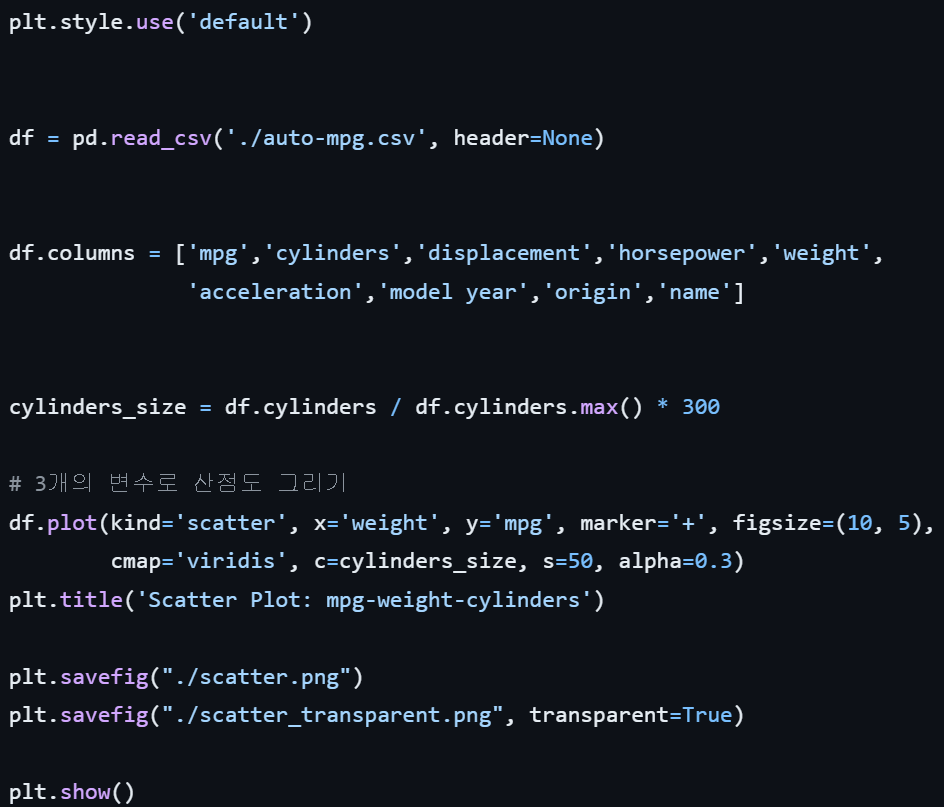 plt.style.use('default')
df = pd.read_csv('./auto-mpg.csv', header=None)
df.columns = ['mpg','cylinders','displacement','horsepower','weight',
              'acceleration','model year','origin','name']
cylinders_size = df.cylinders / df.cylinders.max() * 300
# 3개의 변수로 산점도 그리기
df.plot(kind='scatter', x='weight', y='mpg', marker='+', figsize=(10, 5),
        cmap='viridis', c=cylinders_size, s=50, alpha=0.3)
plt.title('Scatter Plot: mpg-weight-cylinders')
plt.savefig("./scatter.png")
plt.savefig("./scatter_transparent.png", transparent=True)
plt.show()